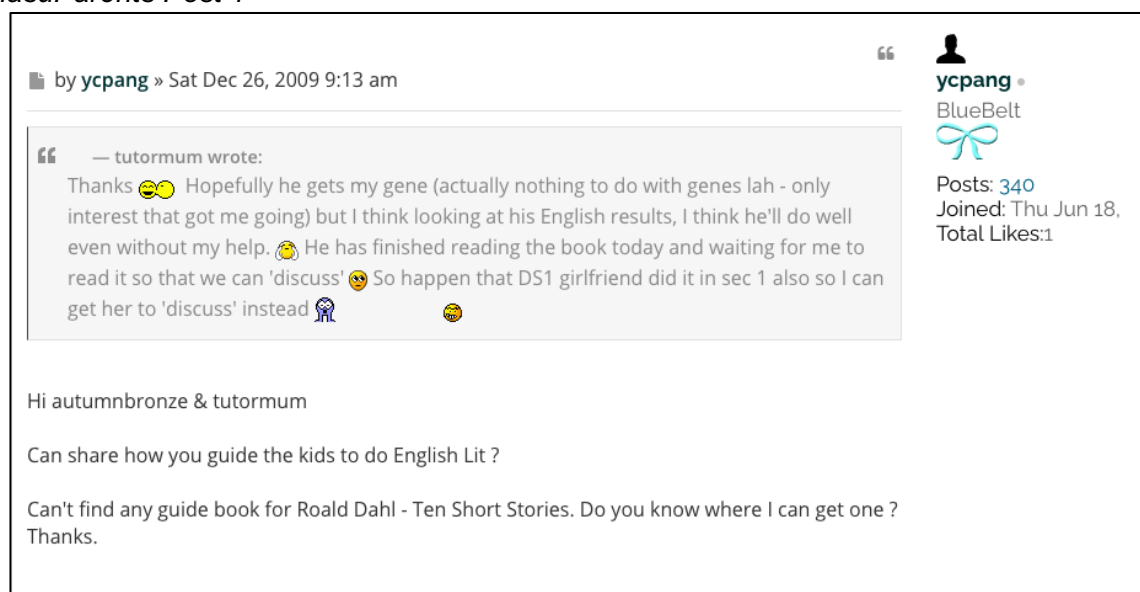 by ycpang » Sat Dec 26, 2009 9:13 am
— tutormum wrote:
Thanks Hopefully he gets my gene (actually nothing to do with genes lah - only
interest that got me going) but I think looking at his English results, I think he'll do well
even without my help. He has finished reading the book today and waiting for me to
read it so that we can 'discuss' So happen that DS1 girlfriend did it in sec 1 also so I can
get her to 'discuss' instead
Hi autumnbronze & tutormum
Can share how you guide the kids to do English Lit ?
Can't find any guide book for Roald Dahl - Ten Short Stories. Do you know where I can get one ?
Thanks.
ycpang
BlueBelt
Posts: 340
Joined: Thu Jun 18,
Total Likes:1